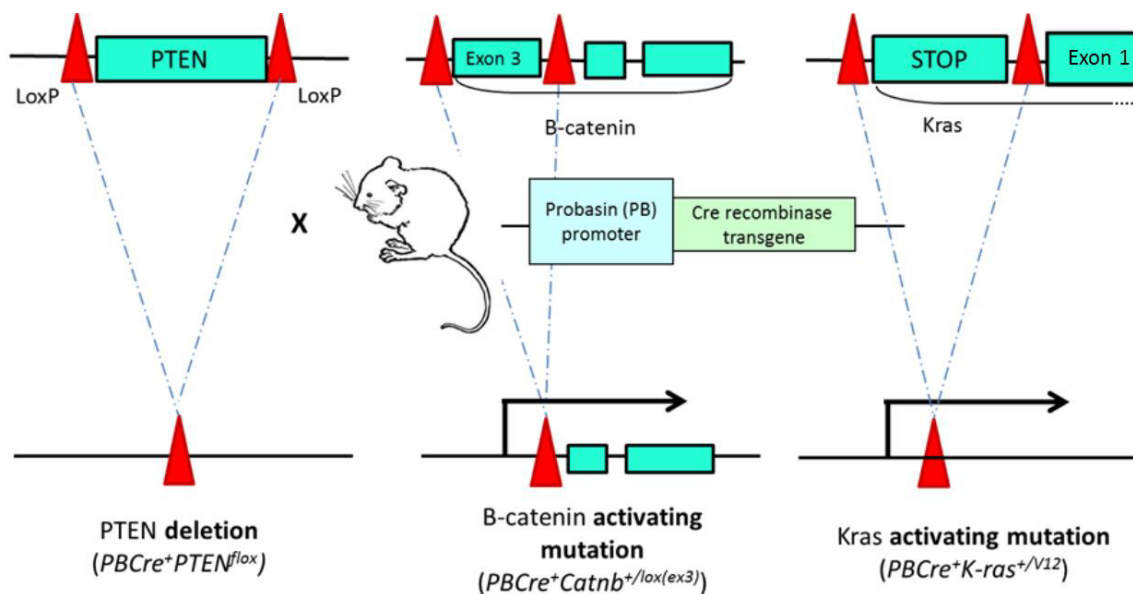 PTEN
LoxP
LoxP
Exon 3
B-catenin
STOP
Exon 1
Kras
X
Probasin (PB)
promoter
Cre recombinase
transgene
PTEN deletion
(PBCre+PTENflox)
B-catenin activating
mutation
(PBCre+Catnb+/lox(ex3))
Kras activating mutation
(PBCre+K-ras+/V12)